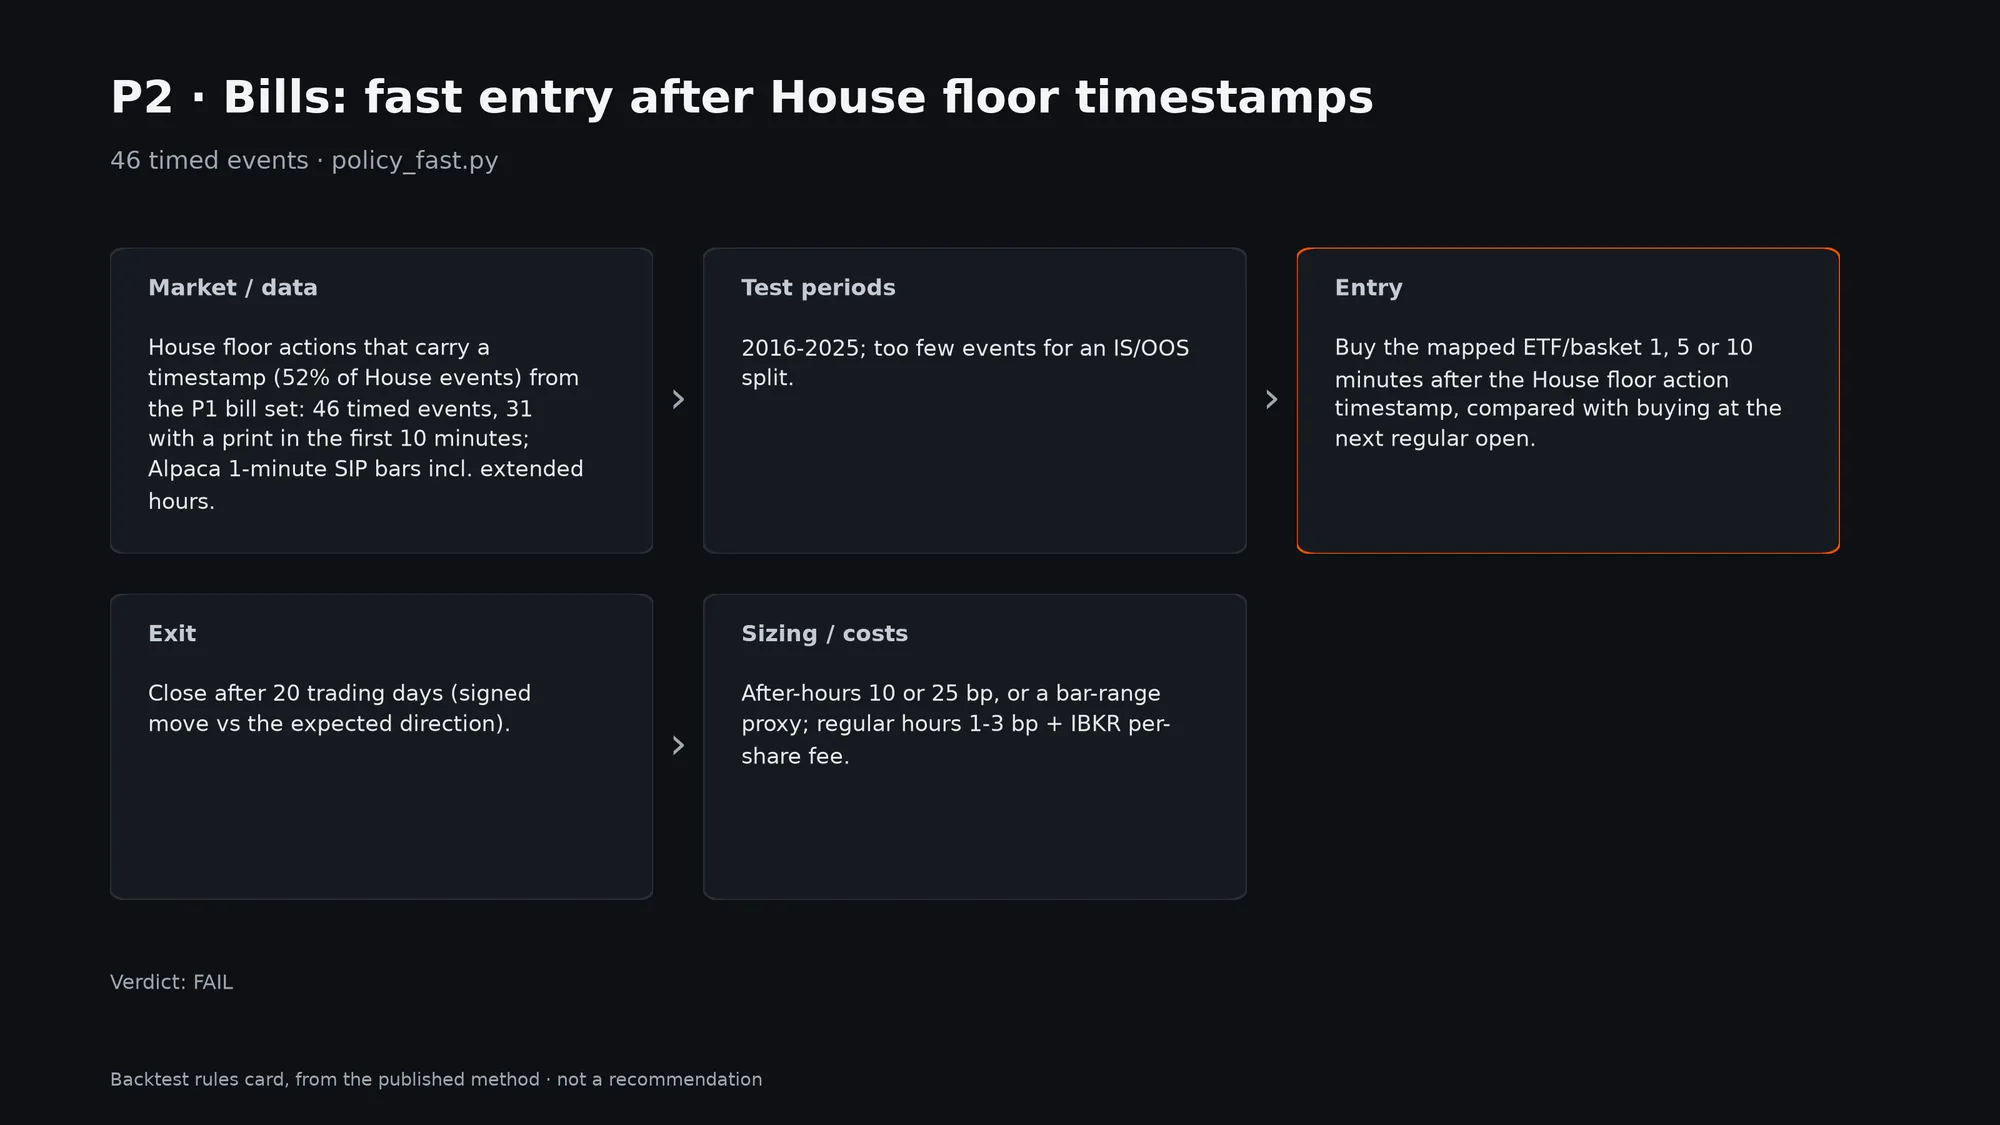 P2 · Bills: fast entry after House floor timestamps
46 timed events · policy_fast.py
Market / data
House floor actions that carry a
timestamp (52% of House events) from
the P1 bill set: 46 timed events, 31
with a print in the first 10 minutes;
Alpaca 1-minute SIP bars incl. extended
hours.
›
Test periods
2016-2025; too few events for an IS/OOS
split.
›
Entry
Buy the mapped ETF/basket 1, 5 or 10
minutes after the House floor action
timestamp, compared with buying at the
next regular open.
Exit
Close after 20 trading days (signed
move vs the expected direction).
›
Sizing / costs
After-hours 10 or 25 bp, or a bar-range
proxy; regular hours 1-3 bp + IBKR per-
share fee.
Verdict: FAIL
Backtest rules card, from the published method · not a recommendation